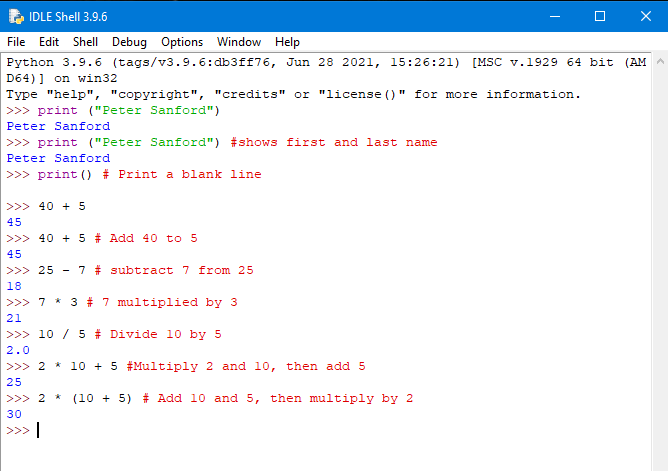 IDLE Shell 3.9.6
File Edit Shell Debug Options Window Help
Python 3.9.6 (tags/v3.9.6:db3ff76, Jun 28 2021, 15:26:21) [MSC v.1929 64 bit (AM
D64)] on win32
Type "help", "copyright", "credits" or "license()" for more information.
>>> print ("Peter Sanford")
Peter Sanford
>>> print ("Peter Sanford") #shows first and last name
Peter Sanford
>>> print() # Print a blank line

>>> 40 + 5
45
>>> 40 + 5 # Add 40 to 5
45
>>> 25 - 7 # subtract 7 from 25
18
>>> 7 * 3 # 7 multiplied by 3
21
>>> 10 / 5 # Divide 10 by 5
2.0
>>> 2 * 10 + 5 #Multiply 2 and 10, then add 5
25
>>> 2 * (10 + 5) # Add 10 and 5, then multiply by 2
30
>>>